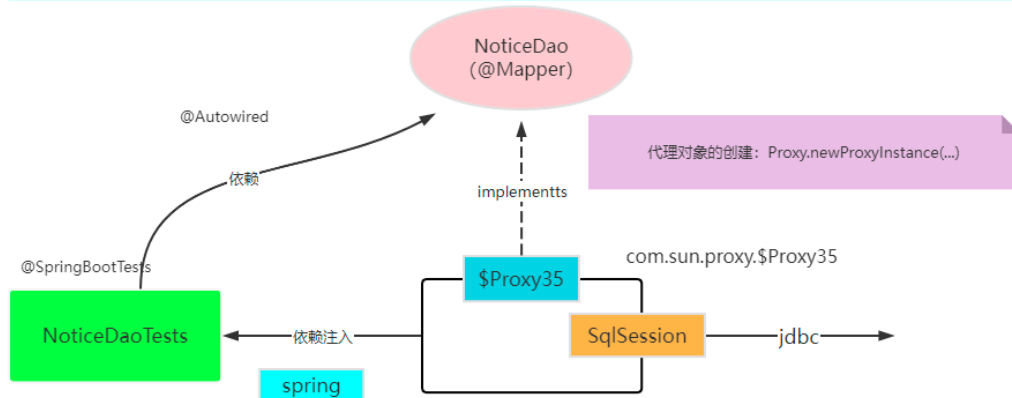 NoticeDao
(@Mapper)
@Autowired
代理对象的创建：Proxy.newProxyInstance(...)
依赖
implementts
@SpringBootTests
com.sun.proxy.$Proxy35
$Proxy35
NoticeDaoTests
依赖注入
SqlSession
jdbc
spring